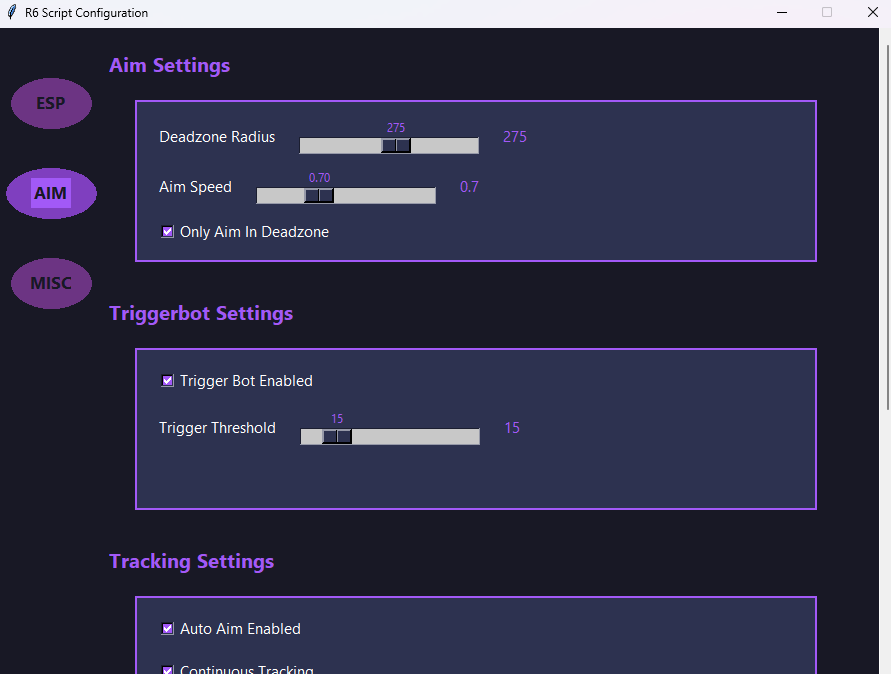 R6 Script Configuration
Aim Settings
ESP
Deadzone Radius 275 275
AIM
Aim Speed 0.70 0.7
Only Aim In Deadzone
MISC
Triggerbot Settings
Trigger Bot Enabled
Trigger Threshold 15 15
Tracking Settings
Auto Aim Enabled
Continuous Tracking